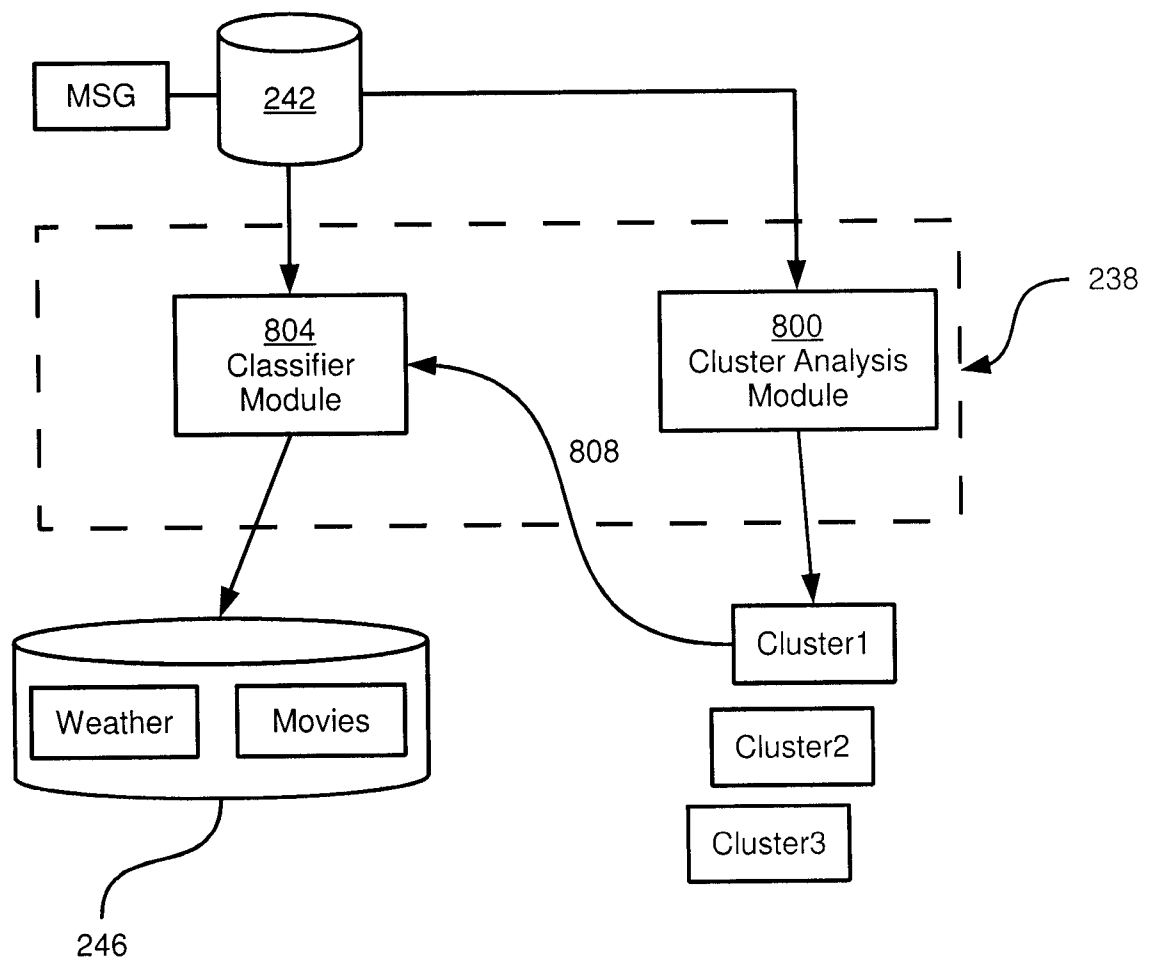 MSG
242
804
Classifier
Module
800
Cluster Analysis
Module
238
808
Cluster1
Weather
Movies
Cluster2
Cluster3
246